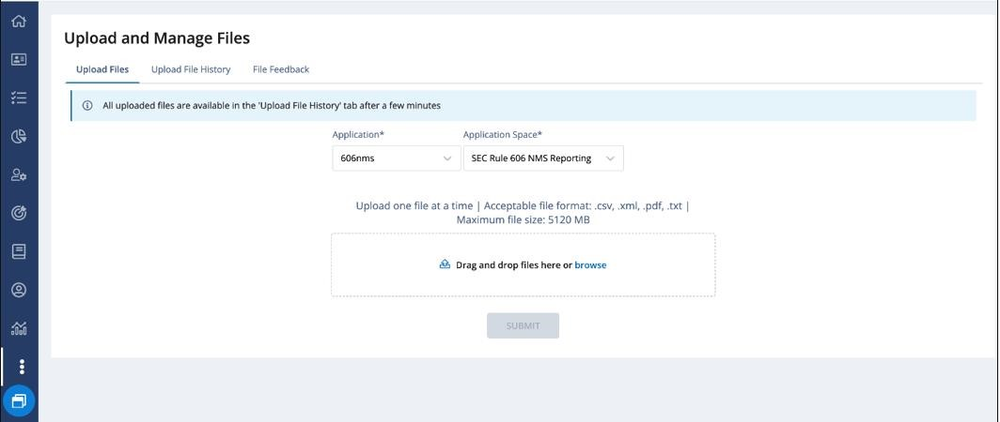 Upload and Manage Files
Upload Files
Upload File History
File Feedback
All uploaded files are available in the 'Upload File History' tab after a few minutes
Application*
Application Space*
606nms
SEC Rule 606 NMS Reporting
Upload one file at a time | Acceptable file format: .csv, .xml, .pdf, .txt |
Maximum file size: 5120 MB
Drag and drop files here or browse
SUBMIT